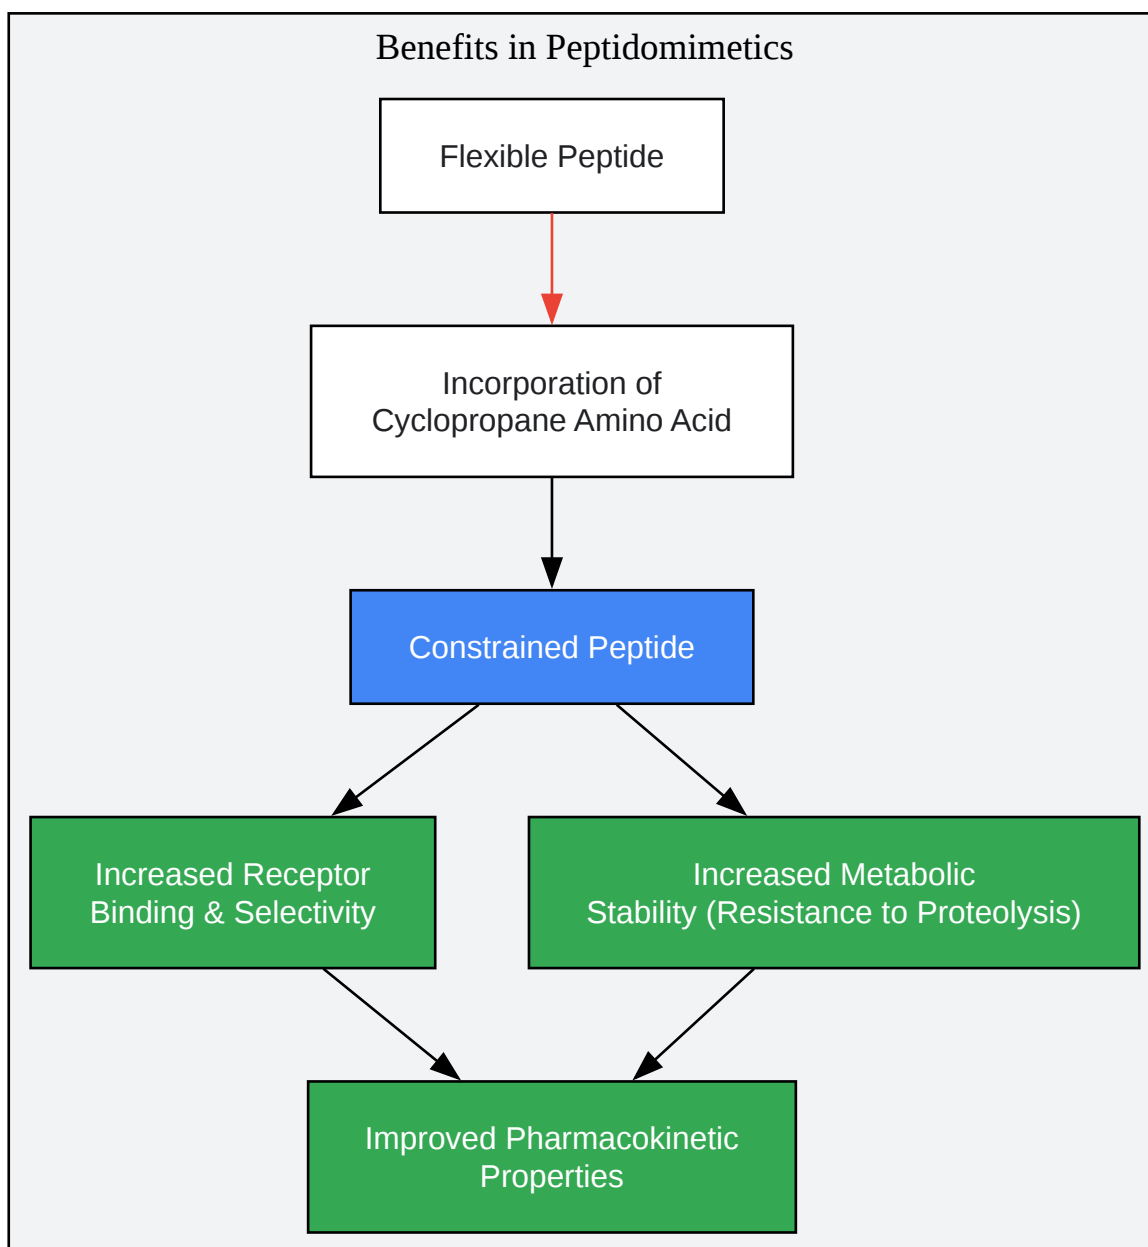 Benefits in Peptidomimetics
Flexible Peptide
Incorporation of
Cyclopropane Amino Acid
Constrained Peptide
Increased Receptor
Binding & Selectivity
Increased Metabolic
Stability (Resistance to Proteolysis)
Improved Pharmacokinetic
Properties